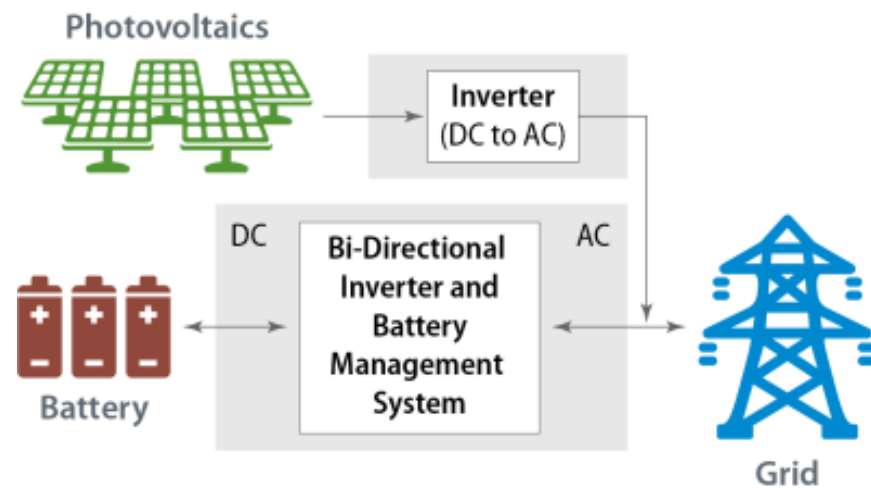 Photovoltaics
Inverter
(DC to AC)
DC
AC
Bi-Directional
Inverter and
Battery
Management
System
Battery
Grid